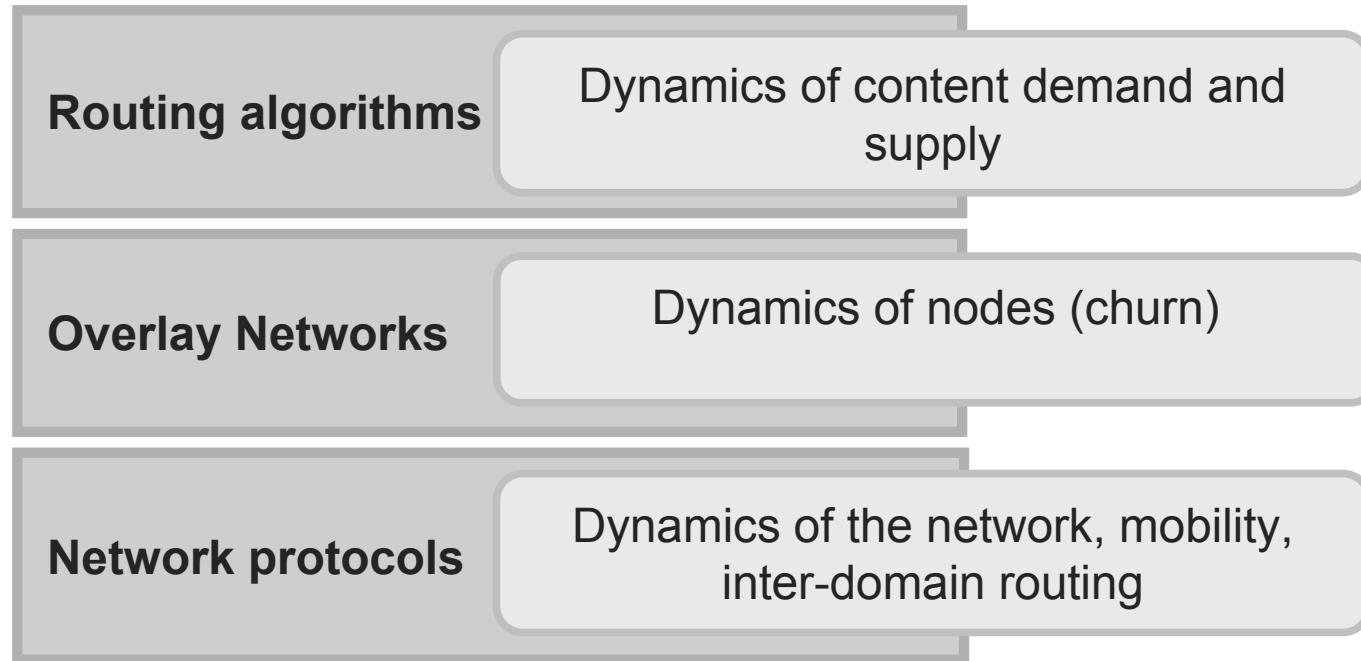 Routing algorithms
Dynamics of content demand and
supply
Overlay Networks
Dynamics of nodes (churn)
Network protocols
Dynamics of the network, mobility,
inter-domain routing